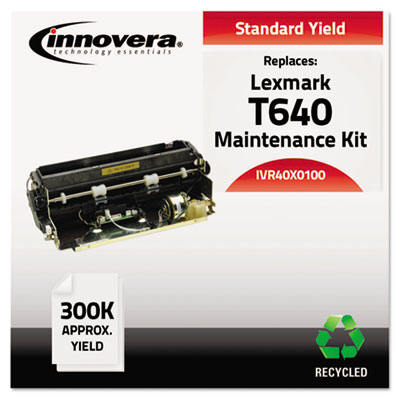 innovera®
technology essentials
Standard Yield
Replaces:
Lexmark
T640
Maintenance Kit
IVR40X0100
300K
APPROX.
YIELD
RECYCLED